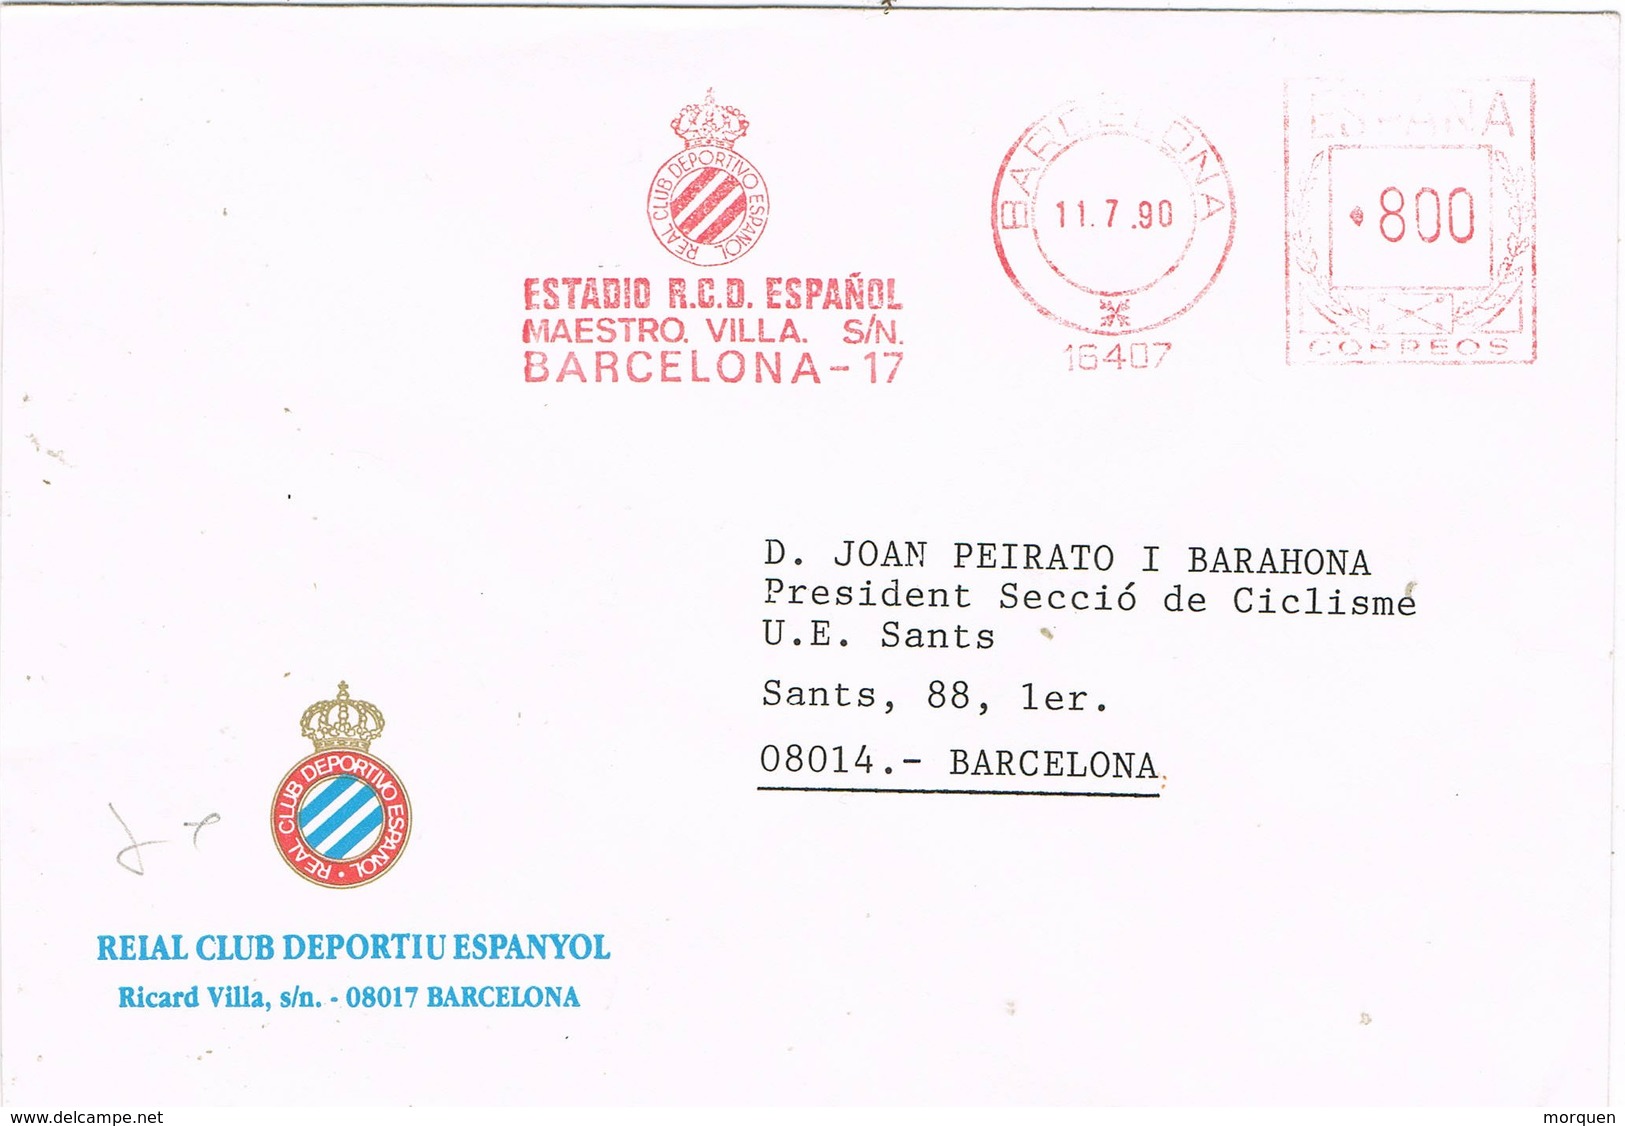 REAL CLUB DEPORTIVO ESPAÑOL
ESTADIO R.C.D. ESPAÑOL
MAESTRO. VILLA. S/N.
BARCELONA - 17
BARCELONA
11.7.90
16407
ESPAÑA
800
CORREOS
D. JOAN PEIRATO I BARAHONA
President Secció de Ciclisme
U.E. Sants
Sants, 88, 1er.
08014.- BARCELONA
REAL CLUB DEPORTIVO ESPAÑOL
REIAL CLUB DEPORTIU ESPANYOL
Ricard Villa, s/n. - 08017 BARCELONA
www.delcampe.net
morquen